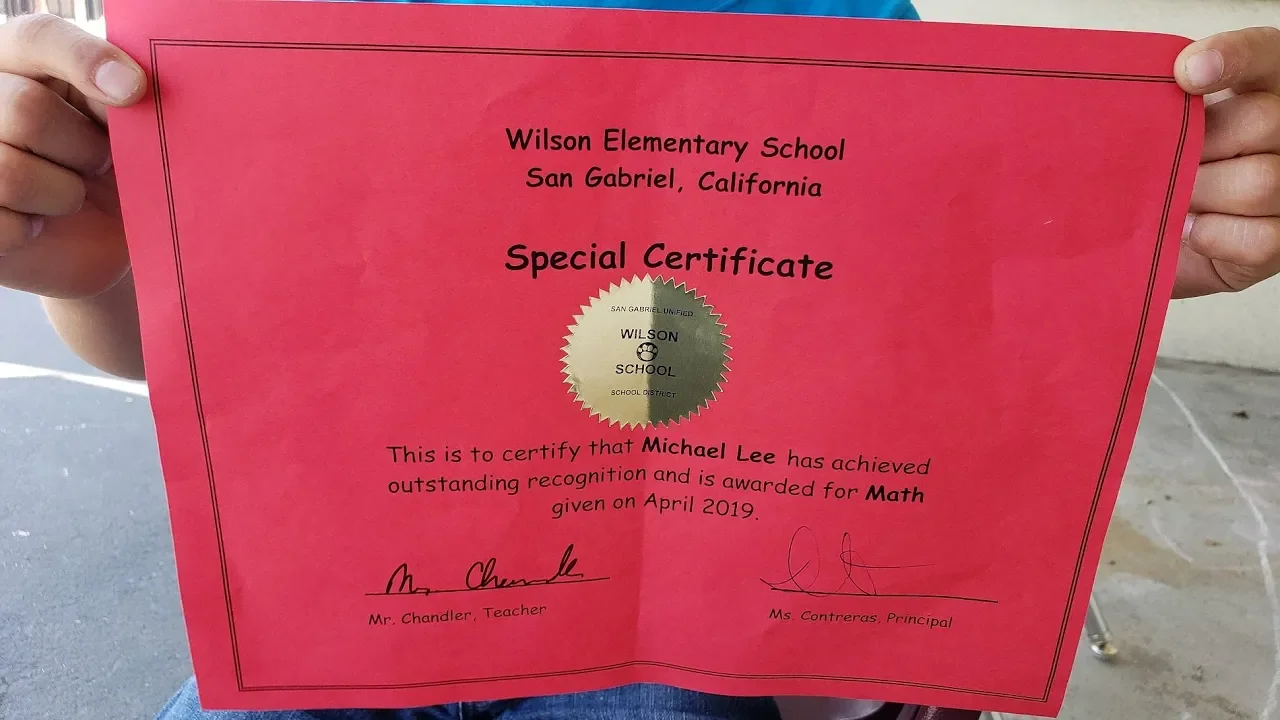 Wilson Elementary School
San Gabriel, California
Special Certificate
SAN GABRIEL UNIFIED
WILSON
SCHOOL
SCHOOL DISTRICT
This is to certify that Michael Lee has achieved
outstanding recognition and is awarded for Math
given on April 2019.
Mr. Chandler
Mr. Chandler, Teacher
Ms. Contreras, Principal